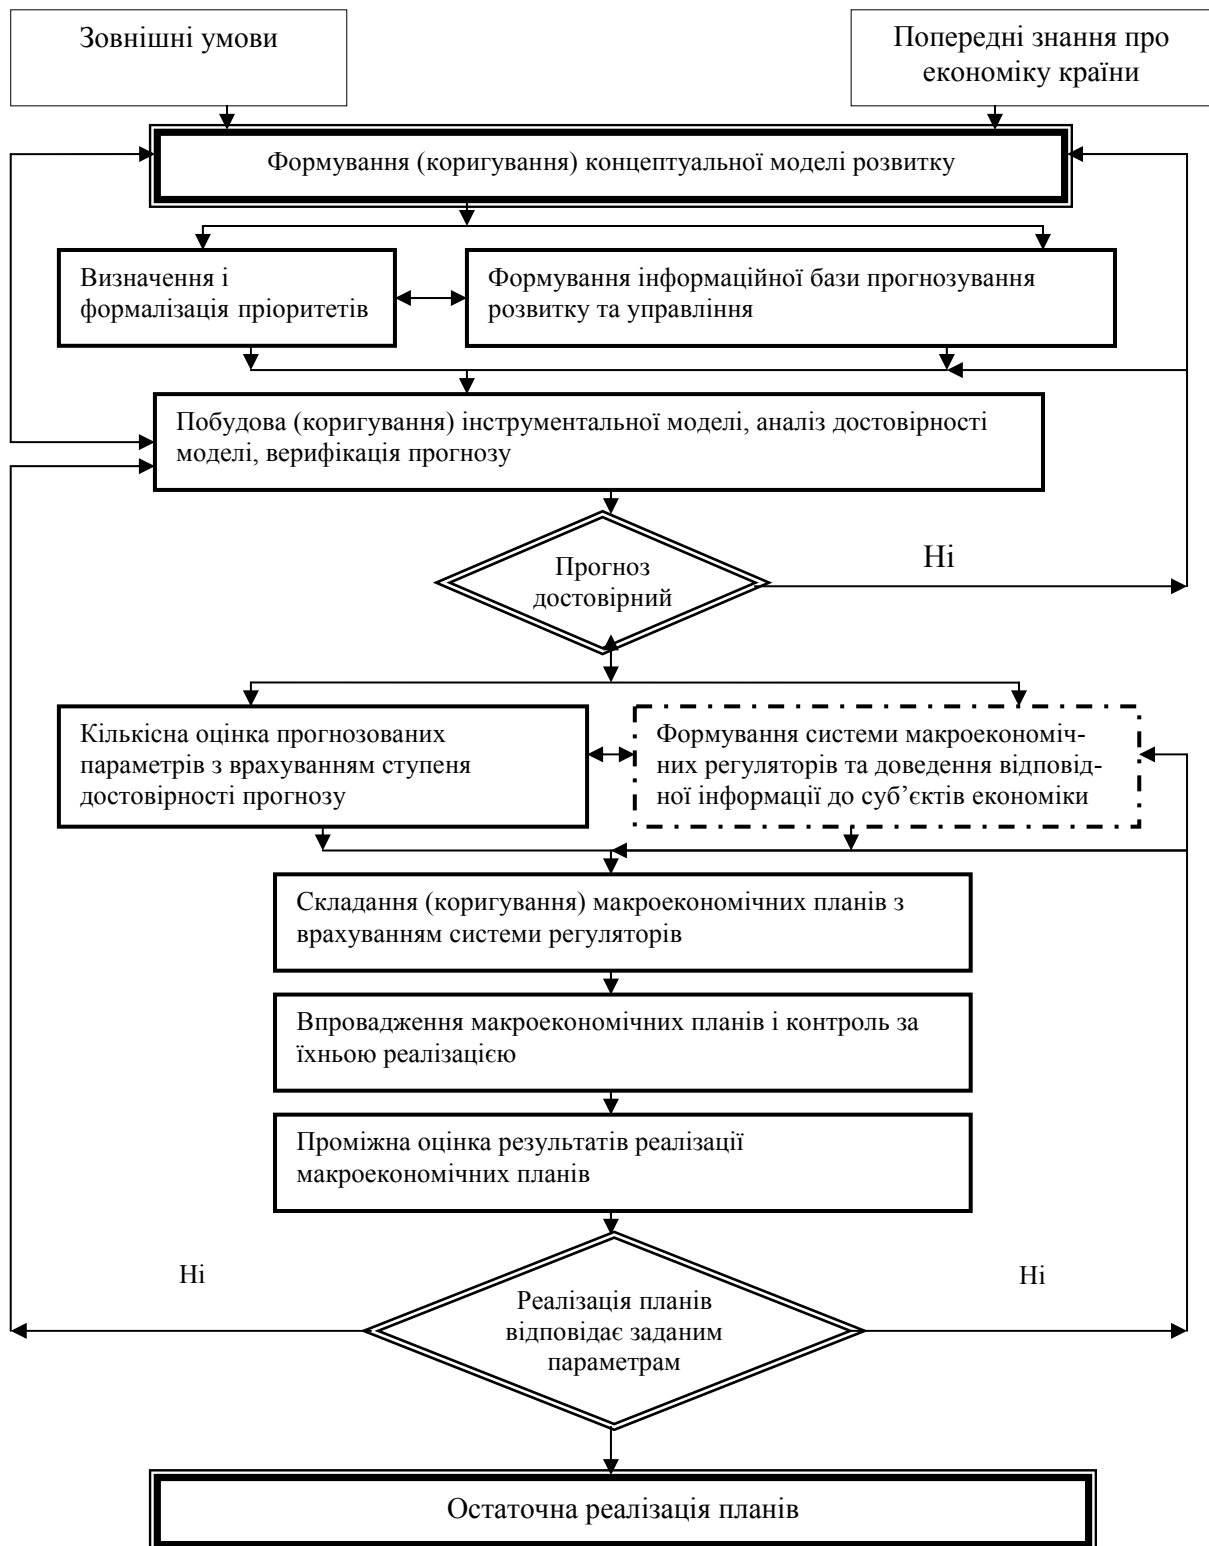 Зовнішні умови
Попередні знання про
економіку країни
Формування (коригування) концептуальної моделі розвитку
Визначення і
формалізація пріоритетів
Формування інформаційної бази прогнозування
розвитку та управління
Побудова (коригування) інструментальної моделі, аналіз достовірності
моделі, верифікація прогнозу
Прогноз
достовірний
Ні
Кількісна оцінка прогнозованих
параметрів з врахуванням ступеня
достовірності прогнозу
Формування системи макроекономіч-
них регуляторів та доведення відповід-
ної інформації до суб’єктів економіки
Складання (коригування) макроекономічних планів з
врахуванням системи регуляторів
Впровадження макроекономічних планів і контроль за
їхньою реалізацією
Проміжна оцінка результатів реалізації
макроекономічних планів
Ні
Ні
Реалізація планів
відповідає заданим
параметрам
Остаточна реалізація планів